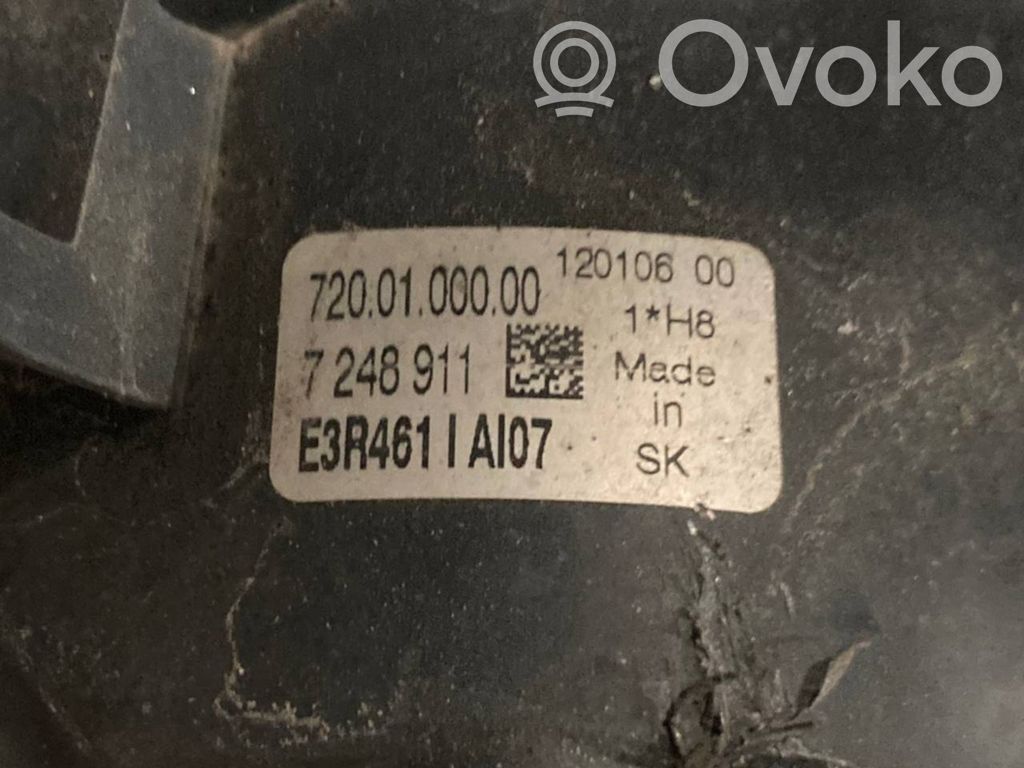 Ovoko
720.01.000.00
7 248 911
E3R461 I AI07
120106 00
1*H8
Made
in
SK